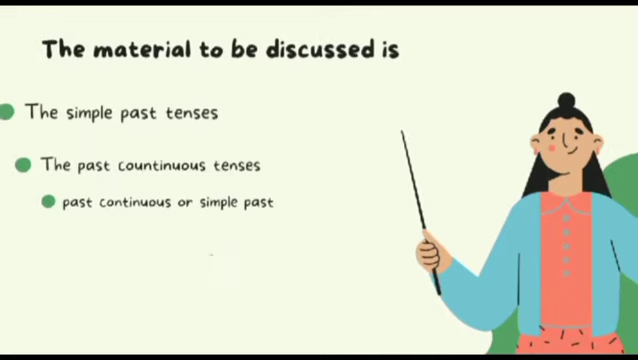 The material to be discussed is
The simple past tenses
The past countinuous tenses
past continuous or simple past